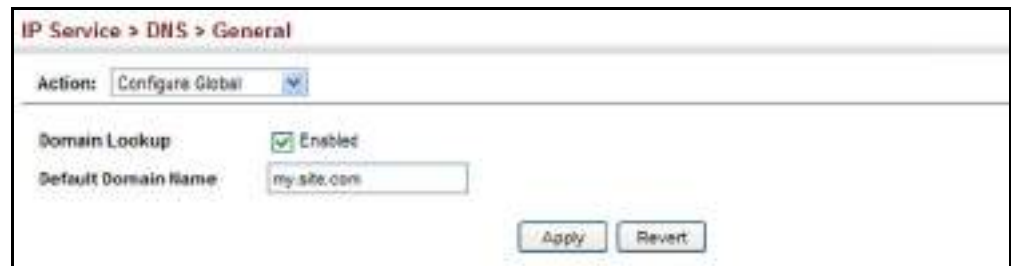 IP Service > DNS > General
Action: Configure Global
Domain Lookup Enabled
Default Domain Name my.site.com
Apply Revert